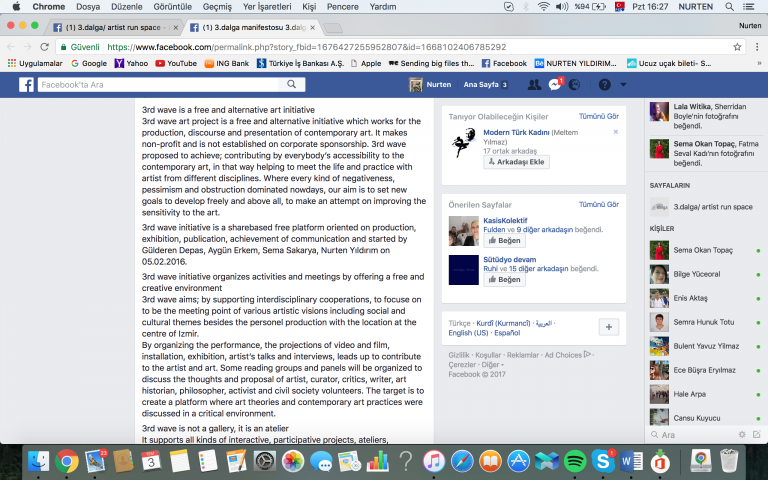 Chrome Dosya Düzenle Görüntüle Geçmiş Yer İşaretleri Kişi Pencere Yardım %94 Pzt 16:27 NURTEN
(1) 3.dalga/ artist run space - (1) 3.dalga manifestosu 3.dalg Nurten
Güvenli https://www.facebook.com/permalink.php?story_fbid=1676427255952807&id=1668102406785292
Uygulamalar Google Yahoo YouTube ING Bank Türkiye İş Bankası A.Ş. Apple Sending big files th... Facebook NURTEN YILDIRIM... Ucuz uçak bileti- S...
Facebook'ta Ara Nurten Ana Sayfa 3 1
3rd wave is a free and alternative art initiative
3rd wave art project is a free and alternative initiative which works for the
production, discourse and presentation of contemporary art. It makes
non-profit and is not established on corporate sponsorship. 3rd wave
proposed to achieve; contributing by everybody's accessibility to the
contemporary art, in that way helping to meet the life and practice with
artist from different disciplines. Where every kind of negativeness,
pessimism and obstruction dominated nowdays, our aim is to set new
goals to develop freely and above all, to make an attempt on improving the
sensitivity to the art.
3rd wave initiative is a sharebased free platform oriented on production,
exhibition, publication, achievement of communication and started by
Gülderen Depas, Aygün Erkem, Sema Sakarya, Nurten Yıldırım on
05.02.2016.
3rd wave initiative organizes activities and meetings by offering a free and
creative environment
3rd wave aims; by supporting interdisciplinary cooperations, to focus on
to be the meeting point of various artistic visions including social and
cultural themes besides the personel production with the location at the
centre of Izmir.
By organizing the performance, the projections of video and film,
installation, exhibition, artist's talks and interviews, leads up to contribute
to the artist and art. Some reading groups and panels will be organized to
discuss the thoughts and proposal of artist, curator, critics, writer, art
historian, philosopher, activist and civil society volunteers. The target is to
create a platform where art theories and contemporary art practices were
discussed in a critical environment.
3rd wave is not a gallery, it is an atelier
It supports all kinds of interactive, participative projects, ateliers,
Tanıyor Olabileceğin Kişiler Tümünü Gör
Modern Türk Kadını (Meltem
Yılmaz)
17 ortak arkadaş
Arkadaşı Ekle
Önerilen Sayfalar Tümünü Gör
KasisKolektif
Fulden ve 9 diğer arkadaşın beğendi.
Beğen
Sütüdyo devam
Ruhi ve 15 diğer arkadaşın beğendi.
Beğen
Türkçe · Kurdî (Kurmancî) · العربية ·
English (US) · Español
Gizlilik · Koşullar · Reklamlar · Ad Choices ·
Çerezler · Diğer
Facebook © 2017
Lala Witika, Sherridan
Boyle'nin fotoğrafını
beğendi.
Sema Okan Topaç, Fatma
Seval Kadı'nın fotoğrafını
beğendi.
SAYFALARIN
3.dalga/ artist run space
KİŞİLER
Sema Okan Topaç
Bilge Yüceoral
Enis Aktaş
Semra Hunuk Totu
Bulent Yavuz Yilmaz
Ece Büşra Eryılmaz
Hale Arpa
Cansu Kuyucu
Ara